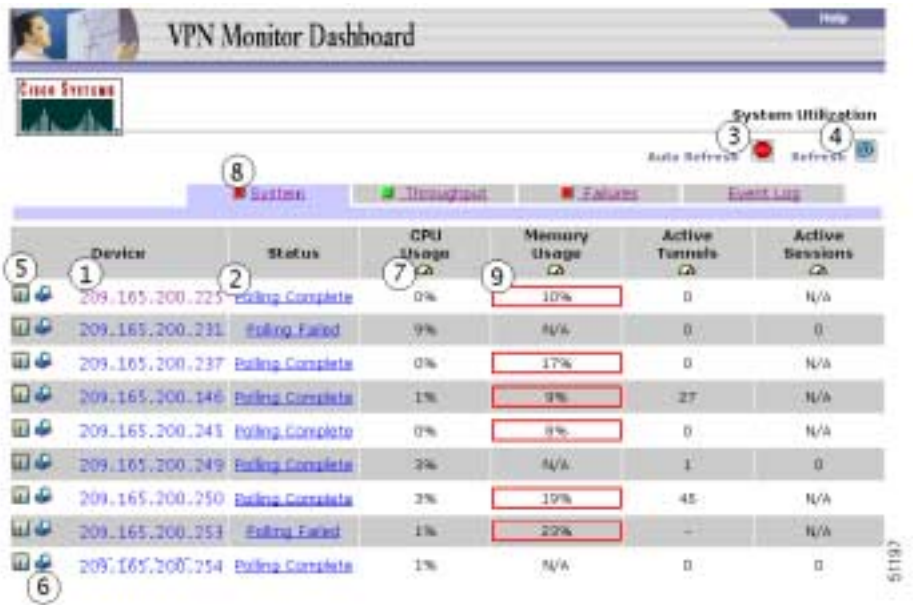 Help
VPN Monitor Dashboard
CISCO SYSTEMS
System Utilization
3 4
Auto Refresh Refresh
8
System Throughput Failures Event Log
Device Status CPU Usage Memory Usage Active Tunnels Active Sessions
5 1 2 7 9
209.165.200.225 Polling Complete 0% 10% 0 N/A
209.165.200.231 Polling Failed 9% N/A 0 0
209.165.200.237 Polling Complete 0% 17% 0 N/A
209.165.200.146 Polling Complete 1% 9% 27 N/A
209.165.200.241 Polling Complete 0% 9% 0 N/A
209.165.200.249 Polling Complete 3% N/A 1 0
209.165.200.250 Polling Complete 3% 19% 45 N/A
209.165.200.253 Polling Failed 1% 23% - N/A
209.165.200.254 Polling Complete 1% N/A 0 0
6
51197